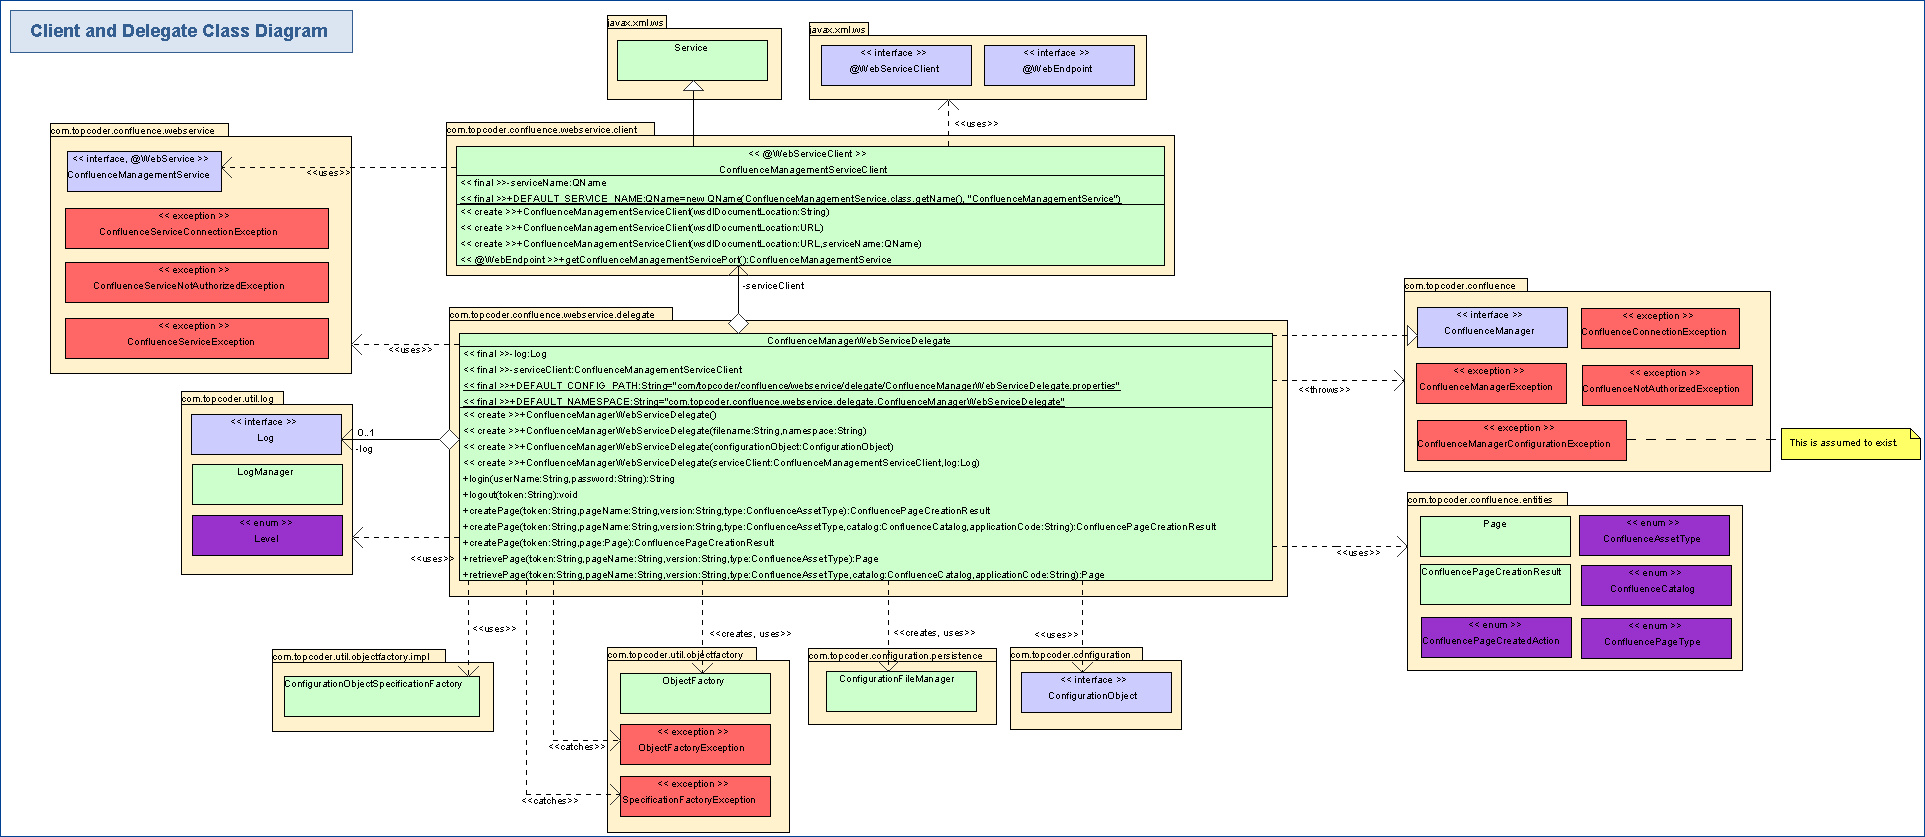 Client and Delegate Class Diagram
javax.xml.ws
Service
javax.xml.ws
<< interface >>
@WebServiceClient
<< interface >>
@WebEndpoint
<<uses>>
com.topcoder.confluence.webservice
<< interface, @WebService >>
ConfluenceManagementService
<< exception >>
ConfluenceServiceConnectionException
<< exception >>
ConfluenceServiceNotAuthorizedException
<< exception >>
ConfluenceServiceException
<<uses>>
<<uses>>
com.topcoder.confluence.webservice.client
<< @WebServiceClient >>
ConfluenceManagementServiceClient
<< final >>-serviceName:QName
<< final >>+DEFAULT_SERVICE_NAME:QName=new QName(ConfluenceManagementService.class.getName(), "ConfluenceManagementService")
<< create >>+ConfluenceManagementServiceClient(wsdlDocumentLocation:String)
<< create >>+ConfluenceManagementServiceClient(wsdlDocumentLocation:URL)
<< create >>+ConfluenceManagementServiceClient(wsdlDocumentLocation:URL,serviceName:QName)
<< @WebEndpoint >>+getConfluenceManagementServicePort():ConfluenceManagementService
-serviceClient
com.topcoder.confluence.webservice.delegate
ConfluenceManagerWebServiceDelegate
<< final >>-log:Log
<< final >>-serviceClient:ConfluenceManagementServiceClient
<< final >>+DEFAULT_CONFIG_PATH:String="com/topcoder/confluence/webservice/delegate/ConfluenceManagerWebServiceDelegate.properties"
<< final >>+DEFAULT_NAMESPACE:String="com.topcoder.confluence.webservice.delegate.ConfluenceManagerWebServiceDelegate"
<< create >>+ConfluenceManagerWebServiceDelegate()
<< create >>+ConfluenceManagerWebServiceDelegate(filename:String,namespace:String)
<< create >>+ConfluenceManagerWebServiceDelegate(configurationObject:ConfigurationObject)
<< create >>+ConfluenceManagerWebServiceDelegate(serviceClient:ConfluenceManagementServiceClient,log:Log)
+login(userName:String,password:String):String
+logout(token:String):void
+createPage(token:String,pageName:String,version:String,type:ConfluenceAssetType):ConfluencePageCreationResult
+createPage(token:String,pageName:String,version:String,type:ConfluenceAssetType,catalog:ConfluenceCatalog,applicationCode:String):ConfluencePageCreationResult
+createPage(token:String,page:Page):ConfluencePageCreationResult
+retrievePage(token:String,pageName:String,version:String,type:ConfluenceAssetType):Page
+retrievePage(token:String,pageName:String,version:String,type:ConfluenceAssetType,catalog:ConfluenceCatalog,applicationCode:String):Page
com.topcoder.util.log
<< interface >>
Log
LogManager
<< enum >>
Level
0..1
-log
<<uses>>
com.topcoder.confluence
<< interface >>
ConfluenceManager
<< exception >>
ConfluenceConnectionException
<< exception >>
ConfluenceManagerException
<< exception >>
ConfluenceNotAuthorizedException
<< exception >>
ConfluenceManagerConfigurationException
<<throws>>
This is assumed to exist.
com.topcoder.confluence.entities
Page
<< enum >>
ConfluenceAssetType
ConfluencePageCreationResult
<< enum >>
ConfluenceCatalog
<< enum >>
ConfluencePageCreatedAction
<< enum >>
ConfluencePageType
<<uses>>
<<uses>>
<<creates, uses>>
<<creates, uses>>
<<uses>>
com.topcoder.util.objectfactory.impl
ConfigurationObjectSpecificationFactory
com.topcoder.util.objectfactory
ObjectFactory
<< exception >>
ObjectFactoryException
<< exception >>
SpecificationFactoryException
<<catches>>
<<catches>>
com.topcoder.configuration.persistence
ConfigurationFileManager
com.topcoder.configuration
<< interface >>
ConfigurationObject